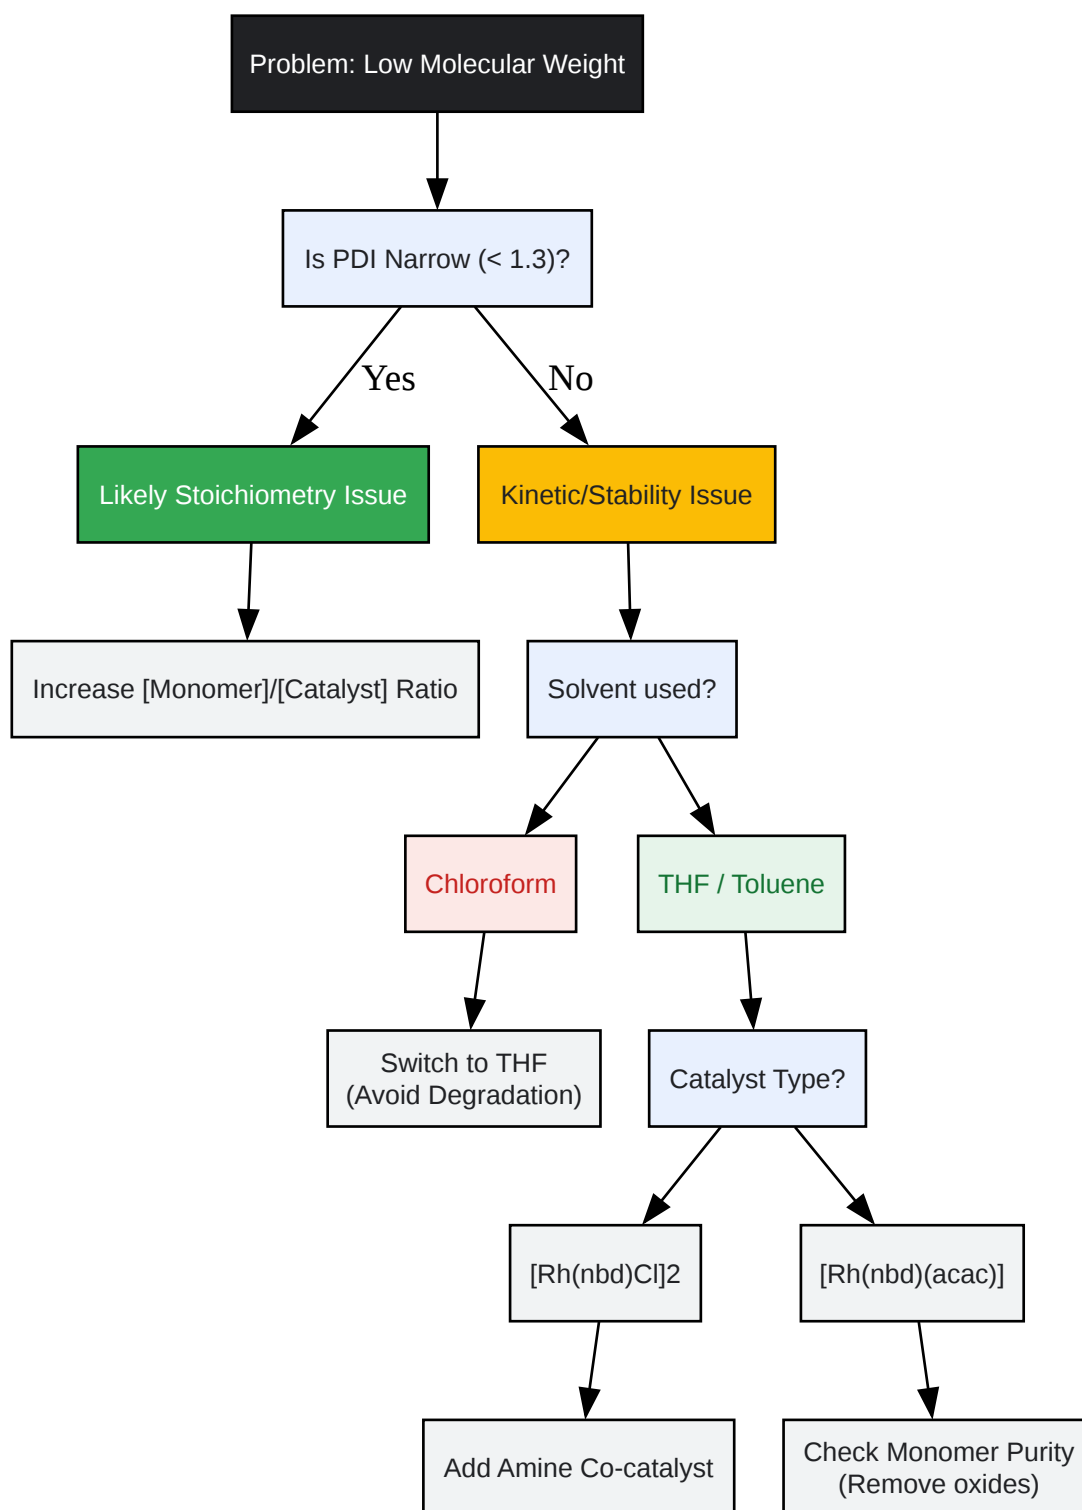 Problem: Low Molecular Weight
Is PDI Narrow (< 1.3)?
Yes
No
Likely Stoichiometry Issue
Kinetic/Stability Issue
Increase [Monomer]/[Catalyst] Ratio
Solvent used?
Chloroform
THF / Toluene
Switch to THF
(Avoid Degradation)
Catalyst Type?
[Rh(nbd)Cl]2
[Rh(nbd)(acac)]
Add Amine Co-catalyst
Check Monomer Purity
(Remove oxides)